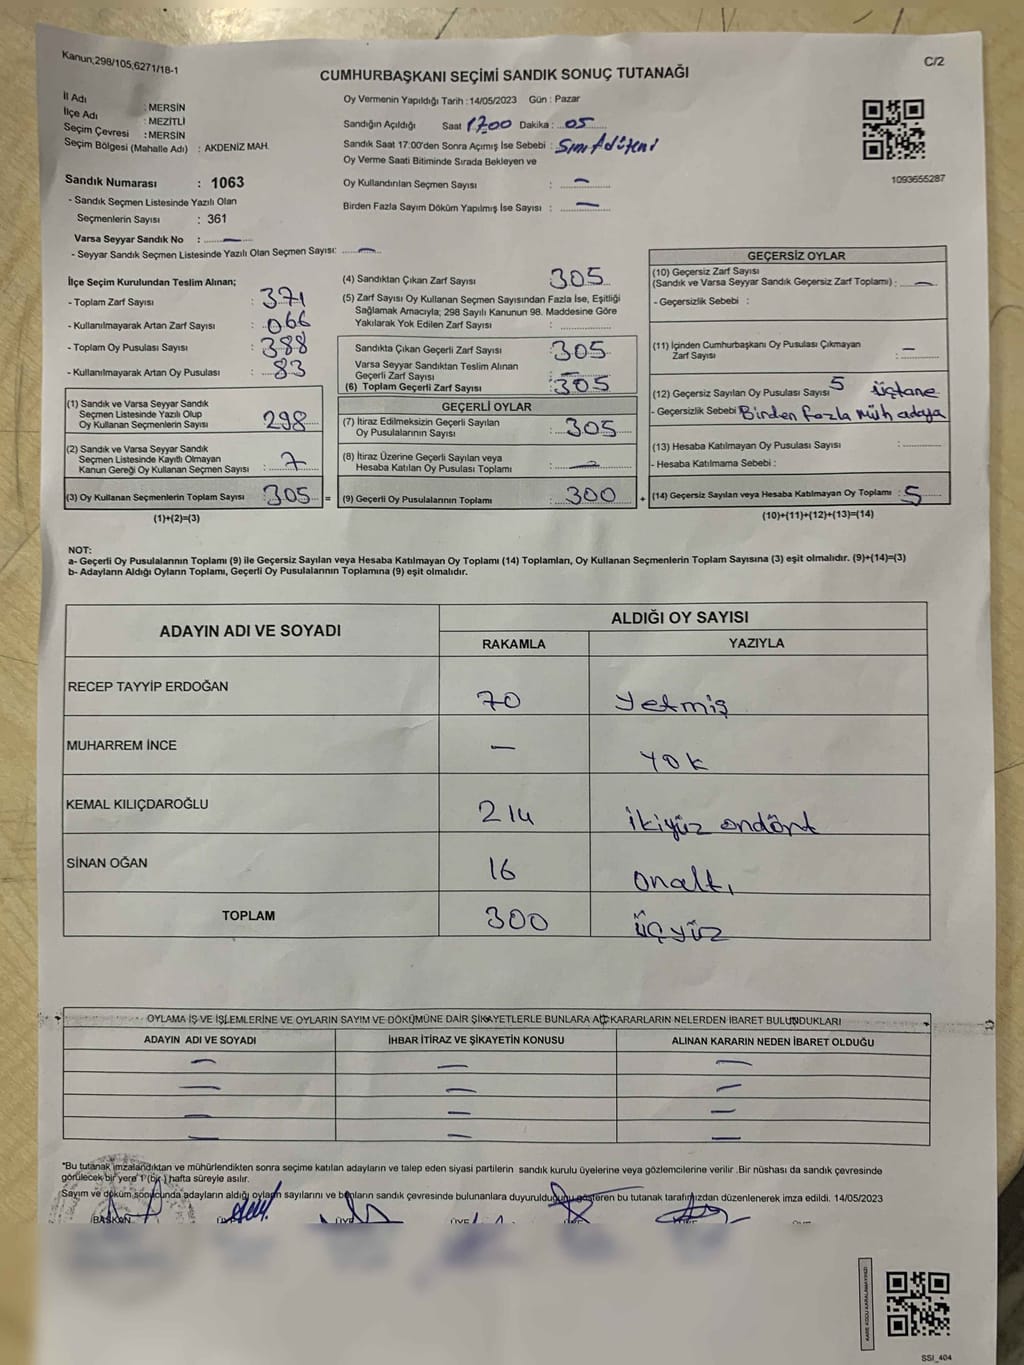 Kanun;298/105,6271/18-1
C/2
CUMHURBAŞKANI SEÇİMİ SANDIK SONUÇ TUTANAĞI
İl Adı : MERSİN
İlçe Adı : MEZİTLİ
Seçim Çevresi : MERSİN
Seçim Bölgesi (Mahalle Adı) : AKDENİZ MAH.
Oy Vermenin Yapıldığı Tarih : 14/05/2023 Gün : Pazar
Sandığın Açıldığı Saat 1700 Dakika : 05
Sandık Saat 17.00'den Sonra Açımış İse Sebebi :
Oy Verme Saati Bitiminde Sırada Bekleyen ve
Oy Kullandırılan Seçmen Sayısı : —
Birden Fazla Sayım Döküm Yapılmış İse Sayısı : —
1093655287
Sandık Numarası : 1063
- Sandık Seçmen Listesinde Yazılı Olan
Seçmenlerin Sayısı : 361
Varsa Seyyar Sandık No : —
- Seyyar Sandık Seçmen Listesinde Yazılı Olan Seçmen Sayısı: —
İlçe Seçim Kurulundan Teslim Alınan;
- Toplam Zarf Sayısı : 371
- Kullanılmayarak Artan Zarf Sayısı : 066
- Toplam Oy Pusulası Sayısı : 388
- Kullanılmayarak Artan Oy Pusulası : 83
(1) Sandık ve Varsa Seyyar Sandık
Seçmen Listesinde Yazılı Olup
Oy Kullanan Seçmenlerin Sayısı : 298
(2) Sandık ve Varsa Seyyar Sandık
Seçmen Listesinde Kayıtlı Olmayan
Kanun Gereği Oy Kullanan Seçmen Sayısı : 7
(3) Oy Kullanan Seçmenlerin Toplam Sayısı : 305 =
(1)+(2)=(3)
(4) Sandıktan Çıkan Zarf Sayısı 305
(5) Zarf Sayısı Oy Kullanan Seçmen Sayısından Fazla İse, Eşitliği
Sağlamak Amacıyla; 298 Sayılı Kanunun 98. Maddesine Göre
Yakılarak Yok Edilen Zarf Sayısı :
Sandıkta Çıkan Geçerli Zarf Sayısı : 305
Varsa Seyyar Sandıktan Teslim Alınan
Geçerli Zarf Sayısı : —
(6) Toplam Geçerli Zarf Sayısı : 305
GEÇERLİ OYLAR
(7) İtiraz Edilmeksizin Geçerli Sayılan
Oy Pusulalarının Sayısı : 305
(8) İtiraz Üzerine Geçerli Sayılan veya
Hesaba Katılan Oy Pusulası Toplamı :
(9) Geçerli Oy Pusulalarının Toplamı : 300 +
GEÇERSİZ OYLAR
(10) Geçersiz Zarf Sayısı
(Sandık ve Varsa Seyyar Sandık Geçersiz Zarf Toplamı) : —
- Geçersizlik Sebebi :
(11) İçinden Cumhurbaşkanı Oy Pusulası Çıkmayan
Zarf Sayısı : —
(12) Geçersiz Sayılan Oy Pusulası Sayısı 5
- Geçersizlik Sebebi Birden fazla müh adaya
(13) Hesaba Katılmayan Oy Pusulası Sayısı :
- Hesaba Katılmama Sebebi :
(14) Geçersiz Sayılan veya Hesaba Katılmayan Oy Toplamı : 5
(10)+(11)+(12)+(13)=(14)
NOT:
a- Geçerli Oy Pusulalarının Toplamı (9) ile Geçersiz Sayılan veya Hesaba Katılmayan Oy Toplamı (14) Toplamları, Oy Kullanan Seçmenlerin Toplam Sayısına (3) eşit olmalıdır. (9)+(14)=(3)
b- Adayların Aldığı Oyların Toplamı, Geçerli Oy Pusulalarının Toplamına (9) eşit olmalıdır.
ADAYIN ADI VE SOYADI ALDIĞI OY SAYISI
RAKAMLA YAZIYLA
RECEP TAYYİP ERDOĞAN 70 yetmiş
MUHARREM İNCE — yok
KEMAL KILIÇDAROĞLU 214 ikiyüz ondört
SİNAN OĞAN 16 onaltı
TOPLAM 300 üçyüz
OYLAMA İŞ VE İŞLEMLERİNE VE OYLARIN SAYIM VE DÖKÜMÜNE DAİR ŞİKAYETLERLE BUNLARA AİT KARARLARIN NELERDEN İBARET BULUNDUKLARI
ADAYIN ADI VE SOYADI İHBAR İTİRAZ VE ŞİKAYETİN KONUSU ALINAN KARARIN NEDEN İBARET OLDUĞU
— — —
— — —
— — —
— — —
*Bu tutanak imzalandıktan ve mühürlendikten sonra seçime katılan adayların ve talep eden siyasi partilerin sandık kurulu üyelerine veya gözlemcilerine verilir .Bir nüshası da sandık çevresinde
görülecek bir yere 1 (bir ) hafta süreyle asılır.
Sayım ve döküm sonucunda adayların aldığı oyların sayılarını ve bunların sandık çevresinde bulunanlara duyurulduğunu gösteren bu tutanak tarafımızdan düzenlenerek imza edildi. 14/05/2023
BAŞKAN ÜYE ÜYE ÜYE ÜYE ÜYE
KARE KODU KARALAMAYINIZ!
SSI_404